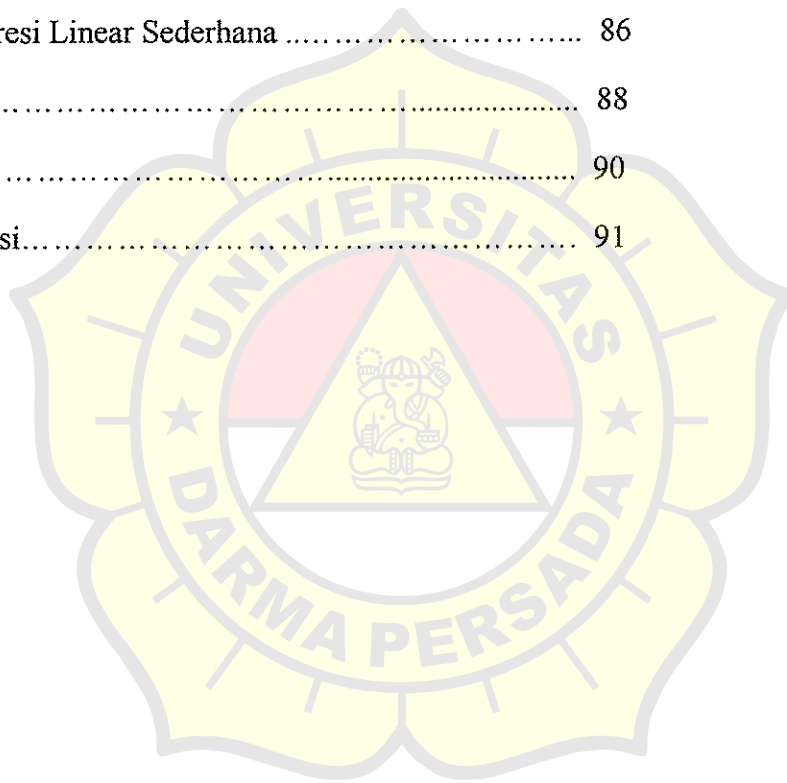 resi Linear Sederhana ................................ 86
................................ 88
................................ 90
si................................ 91
UNIVERSITAS
DARMA PERSADA